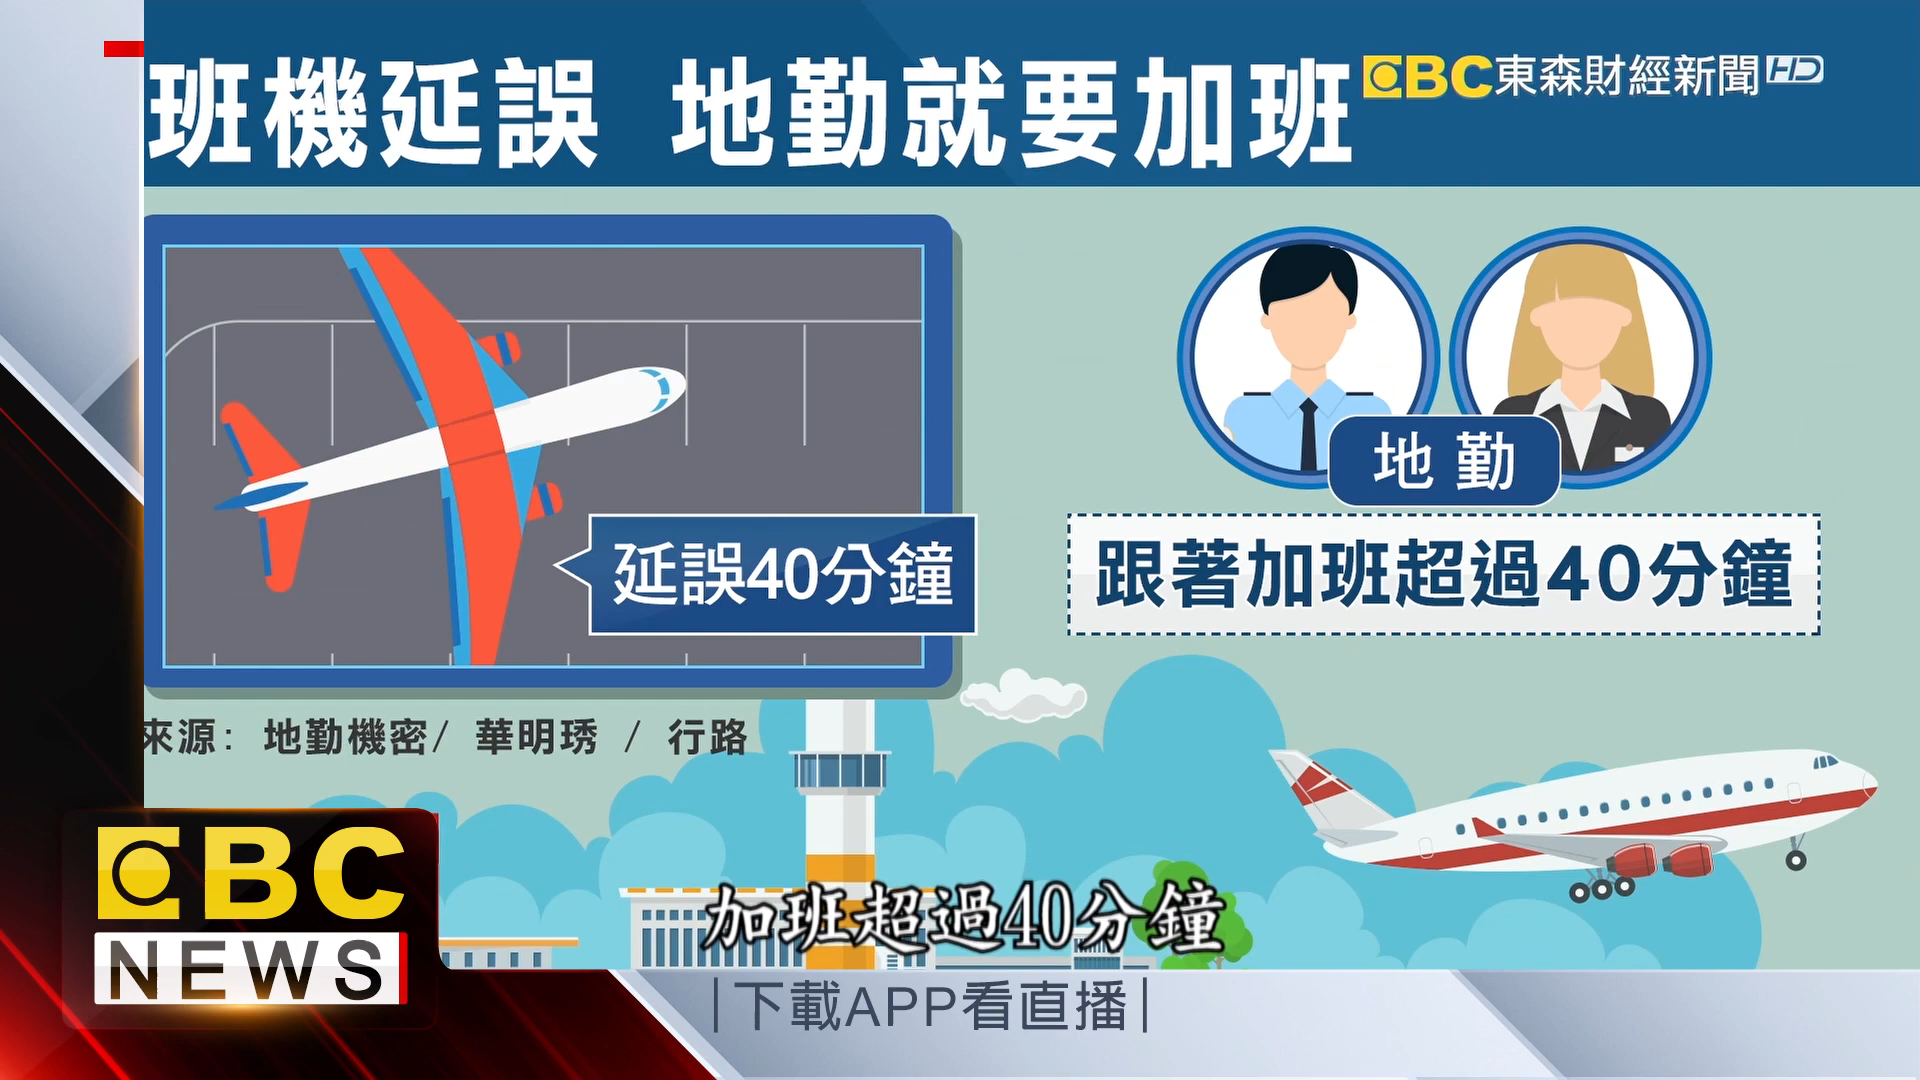 班機延誤 地勤就要加班
EBC東森財經新聞HD
地勤
延誤40分鐘
跟著加班超過40分鐘
來源: 地勤機密/ 華明琇 / 行路
EBC
NEWS
加班超過40分鐘
|下載APP看直播|